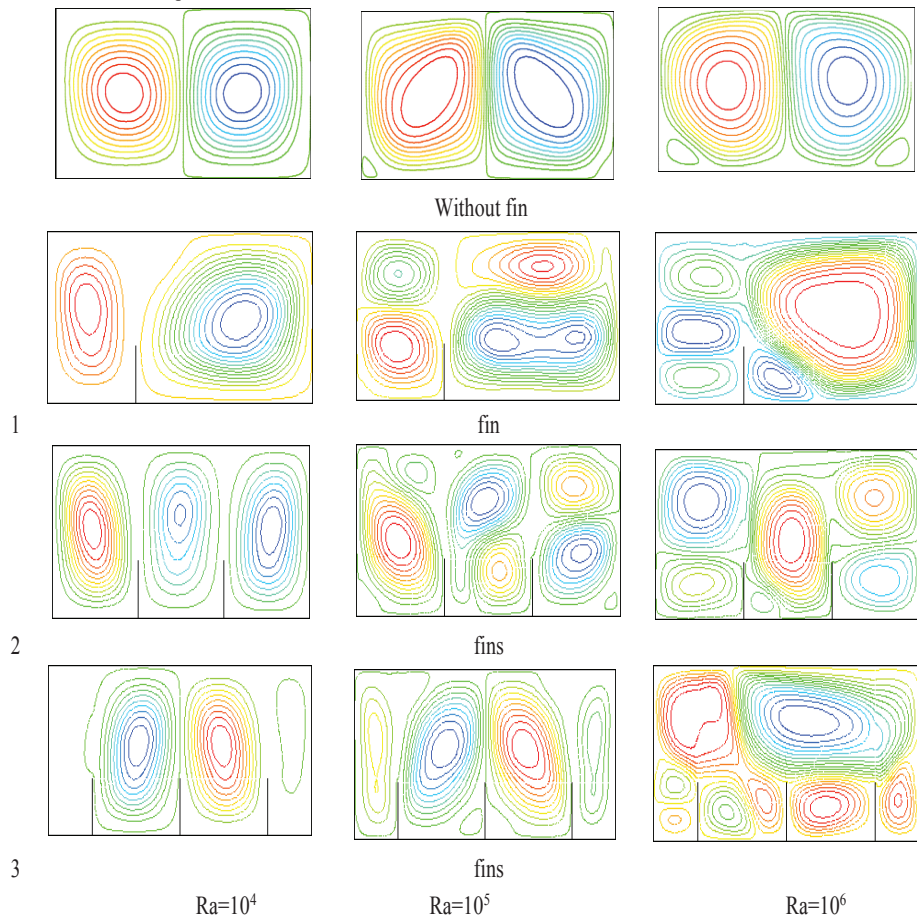 Without fin
1 fin
2 fins
3 fins
Ra=10⁴ Ra=10⁵ Ra=10⁶